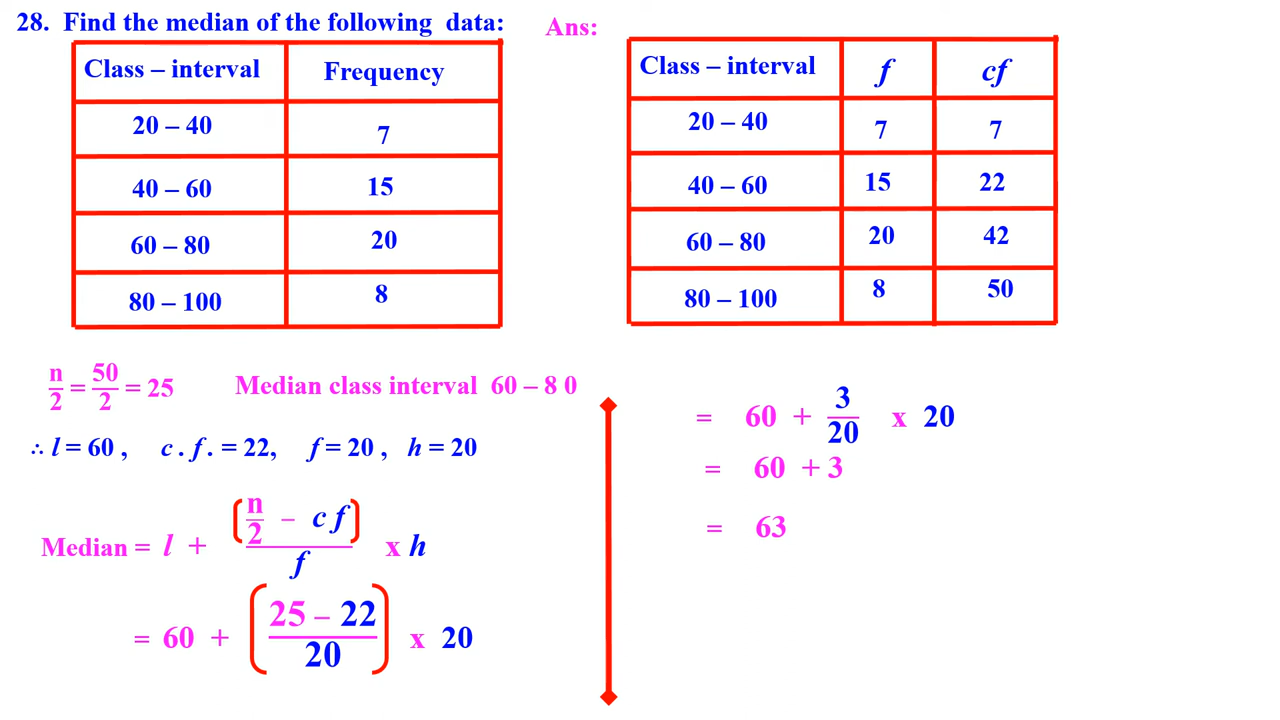 28. Find the median of the following data:
Class – interval Frequency
20 – 40 7
40 – 60 15
60 – 80 20
80 – 100 8
Ans:
Class – interval f cf
20 – 40 7 7
40 – 60 15 22
60 – 80 20 42
80 – 100 8 50
n/2 = 50/2 = 25 Median class interval 60 – 8 0
∴ l = 60 , c . f . = 22, f = 20 , h = 20
Median = l + (n/2 – c f)/f x h
= 60 + (25 – 22/20) x 20
= 60 + 3/20 x 20
= 60 + 3
= 63